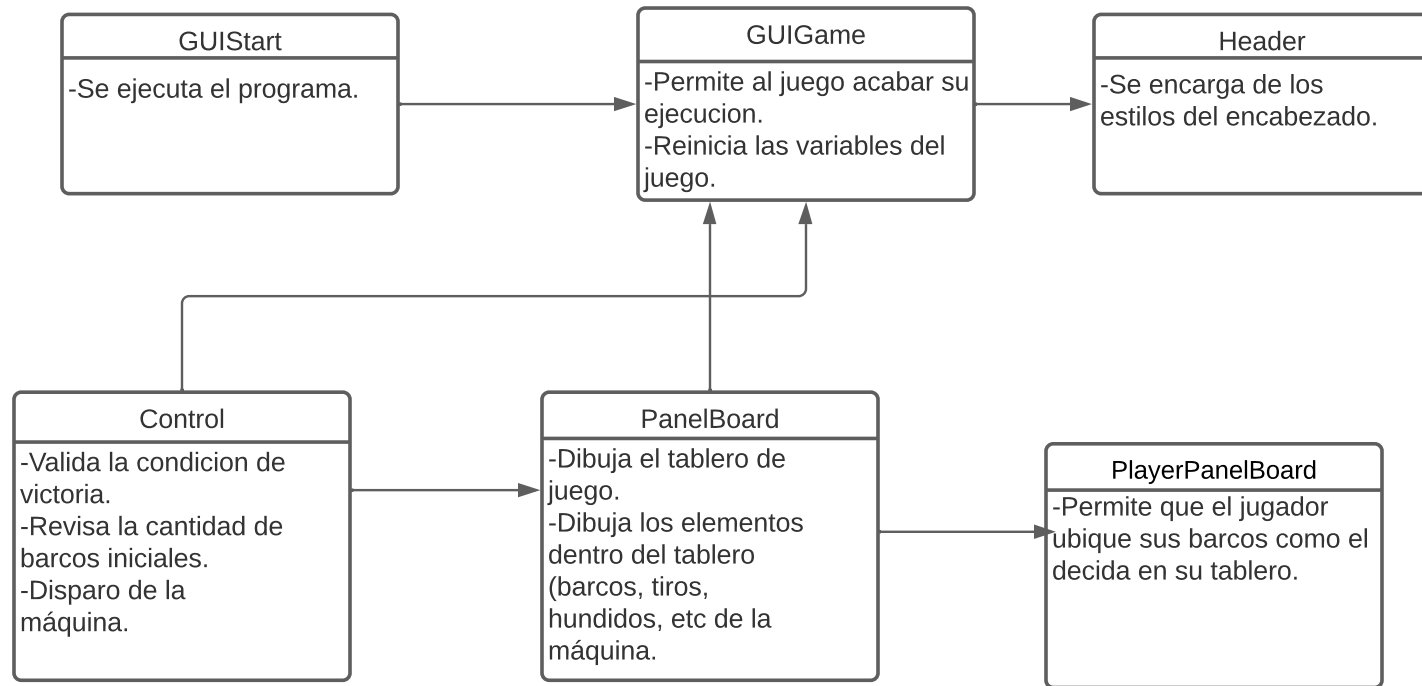 GUIStart
-Se ejecuta el programa.
GUIGame
-Permite al juego acabar su
ejecucion.
-Reinicia las variables del
juego.
Header
-Se encarga de los
estilos del encabezado.
Control
-Valida la condicion de
victoria.
-Revisa la cantidad de
barcos iniciales.
-Disparo de la
máquina.
PanelBoard
-Dibuja el tablero de
juego.
-Dibuja los elementos
dentro del tablero
(barcos, tiros,
hundidos, etc de la
máquina.
PlayerPanelBoard
-Permite que el jugador
ubique sus barcos como el
decida en su tablero.